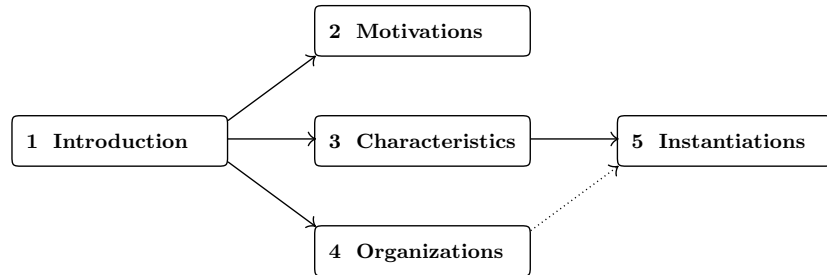 2 Motivations
1 Introduction
3 Characteristics
5 Instantiations
4 Organizations